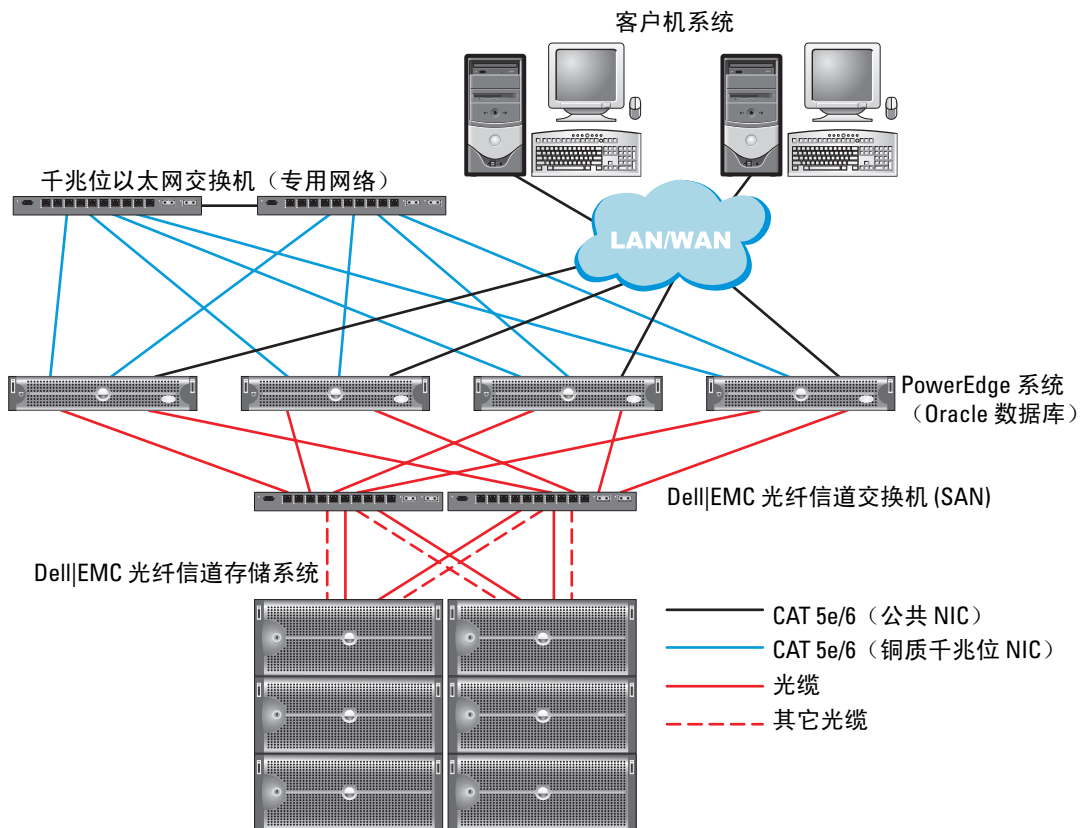 客户机系统
千兆位以太网交换机（专用网络）
LAN/WAN
PowerEdge 系统
（Oracle 数据库）
Dell|EMC 光纤信道交换机 (SAN)
Dell|EMC 光纤信道存储系统
CAT 5e/6（公共 NIC）
CAT 5e/6（铜质千兆位 NIC）
光缆
其它光缆